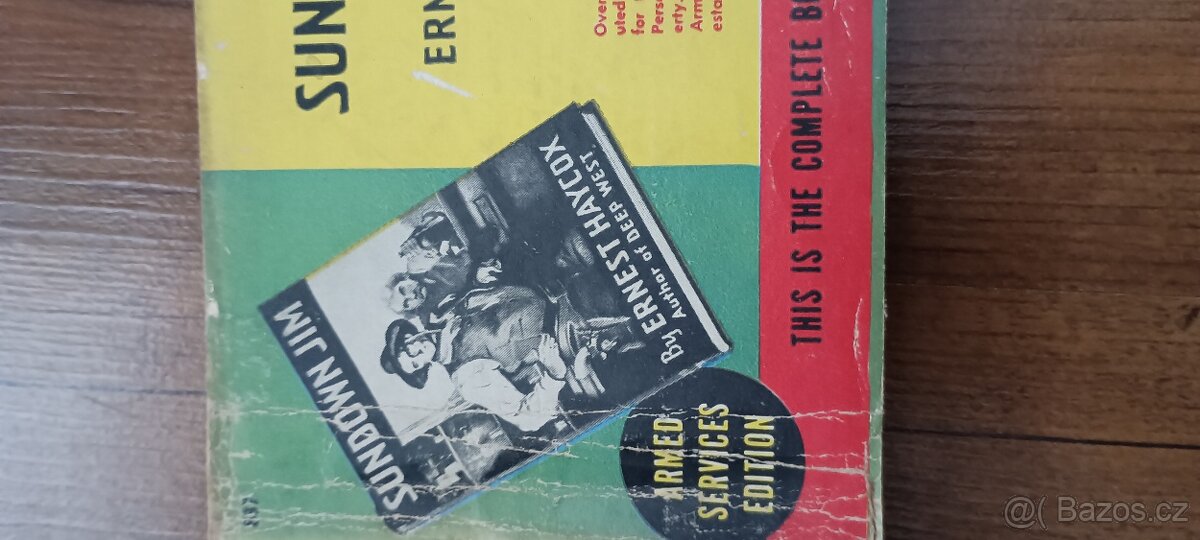 SUN
ERN
Over
uted
for
Pers
erty.
Arm
esta
SUNDOWN JIM
By ERNEST HAYCOX
Author of DEEP WEST.
ARMED
SERVICES
EDITION
THIS IS THE COMPLETE B
@( Bazos.cz